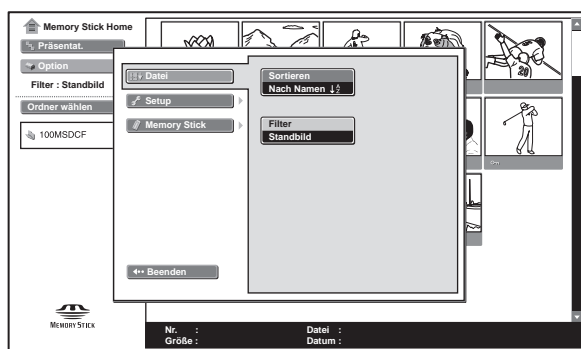 Memory Stick Home
Präsentat.
Option
Filter : Standbild
Ordner wählen
100MSDCF
Datei
Setup
Memory Stick
Beenden
Sortieren
Nach Namen ↓A Z
Filter
Standbild
20
MEMORY STICK
Nr. : Datei :
Größe : Datum :